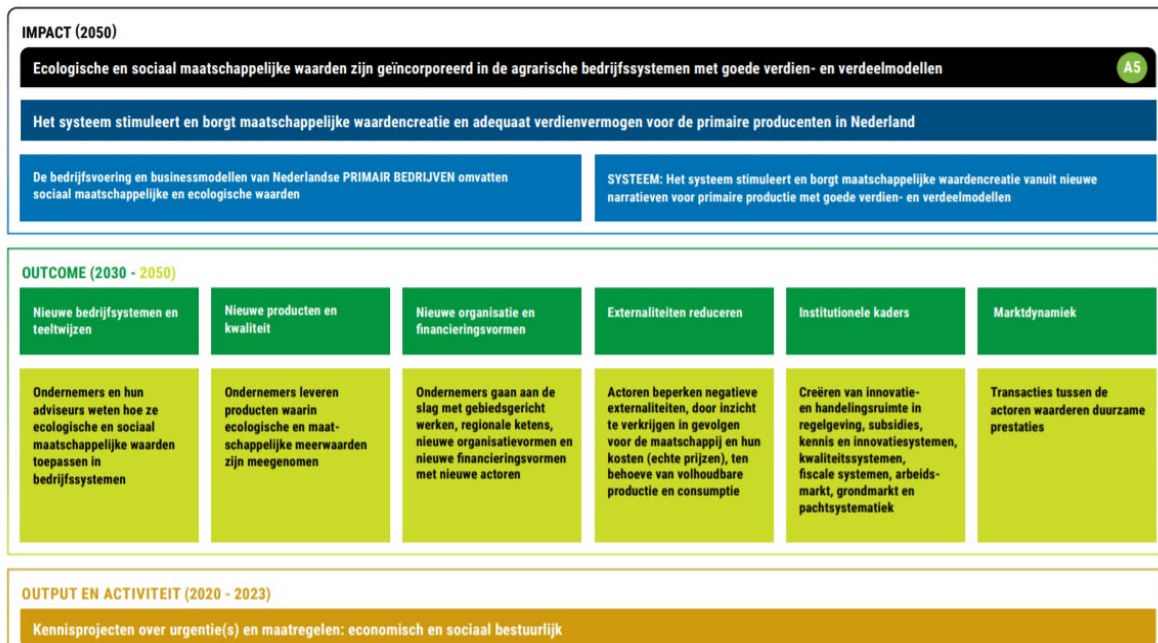 IMPACT (2050)
Ecologische en sociaal maatschappelijke waarden zijn geïncorporeerd in de agrarische bedrijfssystemen met goede verdien- en verdeelmodellen
A5
Het systeem stimuleert en borgt maatschappelijke waardencreatie en adequaat verdienvermogen voor de primaire producenten in Nederland
De bedrijfsvoering en businessmodellen van Nederlandse PRIMAIR BEDRIJVEN omvatten
sociaal maatschappelijke en ecologische waarden
SYSTEEM: Het systeem stimuleert en borgt maatschappelijke waardencreatie vanuit nieuwe
narratieven voor primaire productie met goede verdien- en verdeelmodellen
OUTCOME (2030 - 2050)
Nieuwe bedrijfsystemen en
teeltwijzen
Nieuwe producten en
kwaliteit
Nieuwe organisatie en
financieringsvormen
Externaliteiten reduceren
Institutionele kaders
Marktdynamiek
Ondernemers en hun
adviseurs weten hoe ze
ecologische en sociaal
maatschappelijke waarden
toepassen in
bedrijfssystemen
Ondernemers leveren
producten waarin
ecologische en maat-
schappelijke meerwaarden
zijn meegenomen
Ondernemers gaan aan de
slag met gebiedsgericht
werken, regionale ketens,
nieuwe organisatievormen en
nieuwe financieringsvormen
met nieuwe actoren
Actoren beperken negatieve
externaliteiten, door inzicht
te verkrijgen in gevolgen
voor de maatschappij en hun
kosten (echte prijzen), ten
behoeve van volhoudbare
productie en consumptie
Creëren van innovatie-
en handelingsruimte in
regelgeving, subsidies,
kennis en innovatiesystemen,
kwaliteitssystemen,
fiscale systemen, arbeids-
markt, grondmarkt en
pachtsystematiek
Transacties tussen de
actoren waarderen duurzame
prestaties
OUTPUT EN ACTIVITEIT (2020 - 2023)
Kennisprojecten over urgentie(s) en maatregelen: economisch en sociaal bestuurlijk